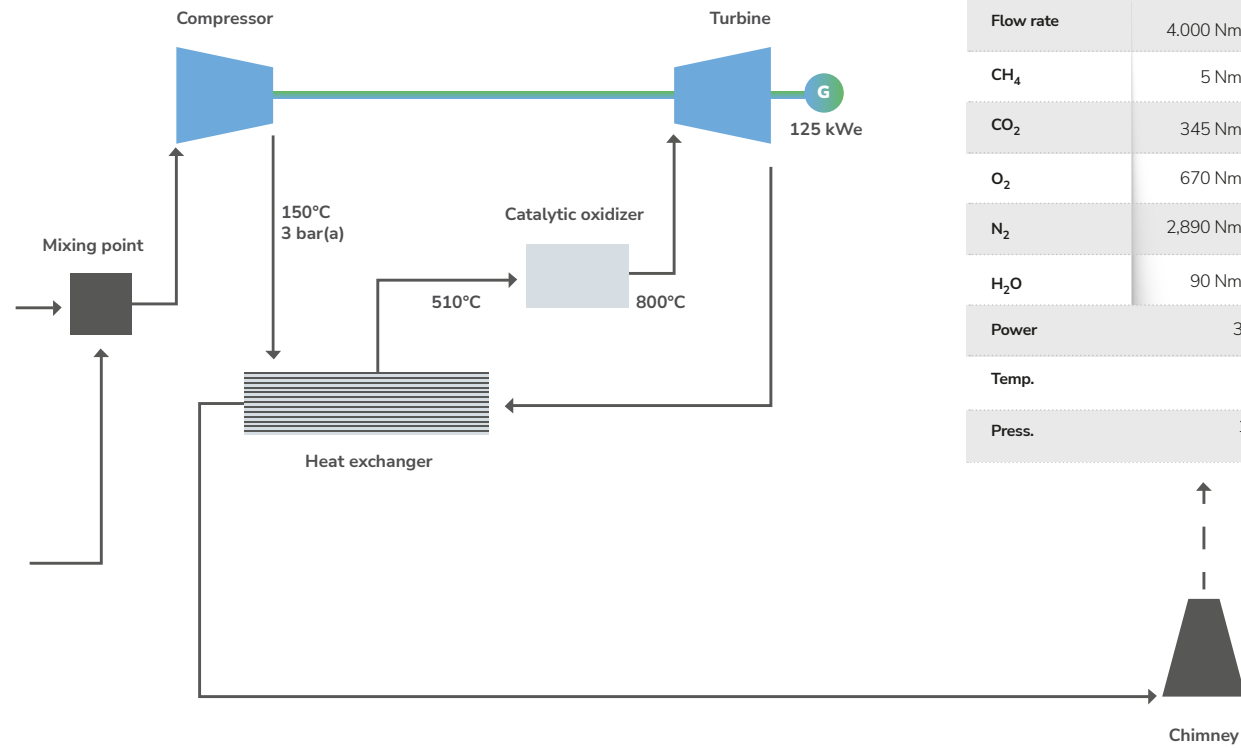 Compressor
Turbine
G
125 kWe
150°C
3 bar(a)
Catalytic oxidizer
Mixing point
510°C
800°C
Heat exchanger
Flow rate 4.000 Nm
CH4 5 Nm
CO2 345 Nm
O2 670 Nm
N2 2,890 Nm
H2O 90 Nm
Power 3
Temp.
Press.
Chimney